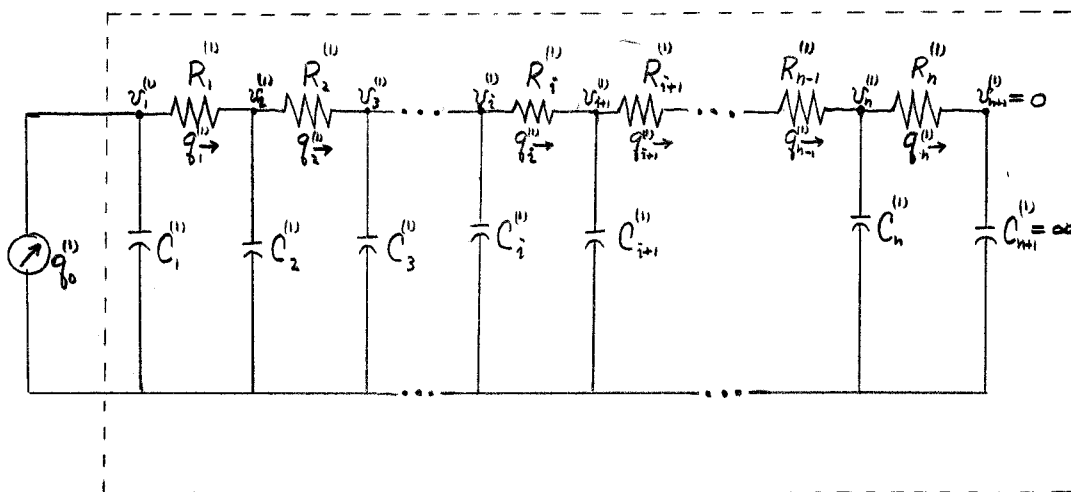 R₁⁽¹⁾ R₂⁽¹⁾ Rᵢ⁽¹⁾ Rᵢ₊₁⁽¹⁾ Rₙ₋₁⁽¹⁾ Rₙ⁽¹⁾
v₁⁽¹⁾ v₂⁽¹⁾ v₃⁽¹⁾ ... vᵢ⁽¹⁾ vᵢ₊₁⁽¹⁾ ... vₙ⁽¹⁾ vₙ₊₁⁽¹⁾ = 0
q₁⁽¹⁾→ q₂⁽¹⁾→ qᵢ⁽¹⁾→ qᵢ₊₁⁽¹⁾→ qₙ₋₁⁽¹⁾→ qₙ⁽¹⁾→
q₀⁽¹⁾ C₁⁽¹⁾ C₂⁽¹⁾ C₃⁽¹⁾ Cᵢ⁽¹⁾ Cᵢ₊₁⁽¹⁾ Cₙ⁽¹⁾ Cₙ₊₁⁽¹⁾ = ∞